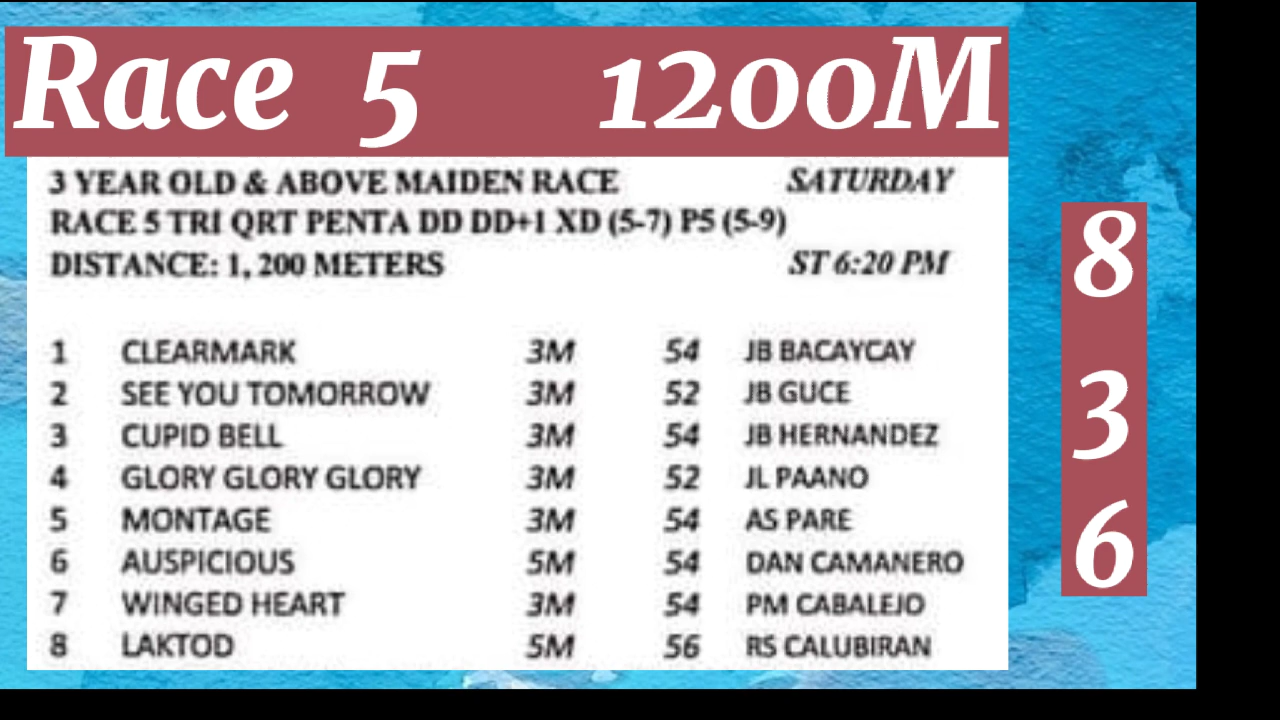 Race 5 1200M
3 YEAR OLD & ABOVE MAIDEN RACE SATURDAY
RACE 5 TRI QRT PENTA DD DD+1 XD (5-7) P5 (5-9)
DISTANCE: 1, 200 METERS ST 6:20 PM
1 CLEARMARK 3M 54 JB BACAYCAY
2 SEE YOU TOMORROW 3M 52 JB GUCE
3 CUPID BELL 3M 54 JB HERNANDEZ
4 GLORY GLORY GLORY 3M 52 JL PAANO
5 MONTAGE 3M 54 AS PARE
6 AUSPICIOUS 5M 54 DAN CAMANERO
7 WINGED HEART 3M 54 PM CABALEJO
8 LAKTOD 5M 56 RS CALUBIRAN
8
3
6